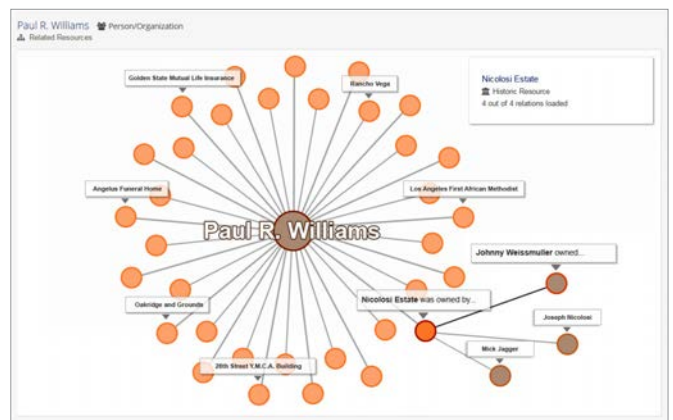 Paul R. Williams Person/Organization
Related Resources
Nicolosi Estate
Historic Resource
4 out of 4 relations loaded
Golden State Mutual Life Insurance
Rancho Vega
Angelus Funeral Home
Los Angeles First African Methodist
Paul R. Williams
Johnny Weissmuller owned...
Nicolosi Estate was owned by...
Oakridge and Grounds
Joseph Nicolosi
Mick Jagger
28th Street Y.M.C.A. Building